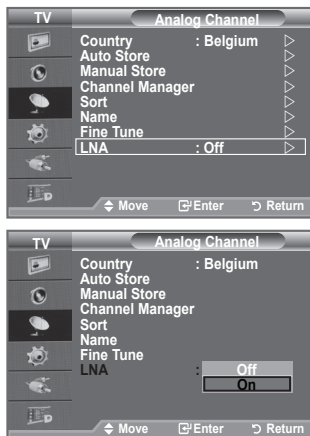 TV Analog Channel
Country : Belgium
Auto Store
Manual Store
Channel Manager
Sort
Name
Fine Tune
LNA : Off
Move Enter Return
TV Analog Channel
Country : Belgium
Auto Store
Manual Store
Channel Manager
Sort
Name
Fine Tune
LNA : Off
On
Move Enter Return